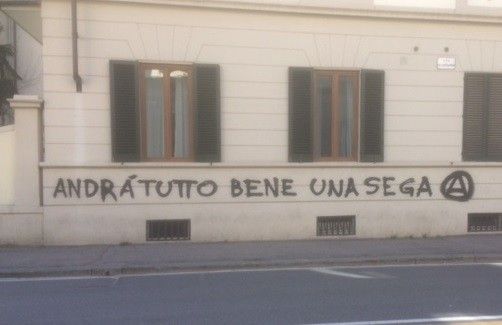 ANDRÁ TUTTO BENE UNA SEGA Ⓐ